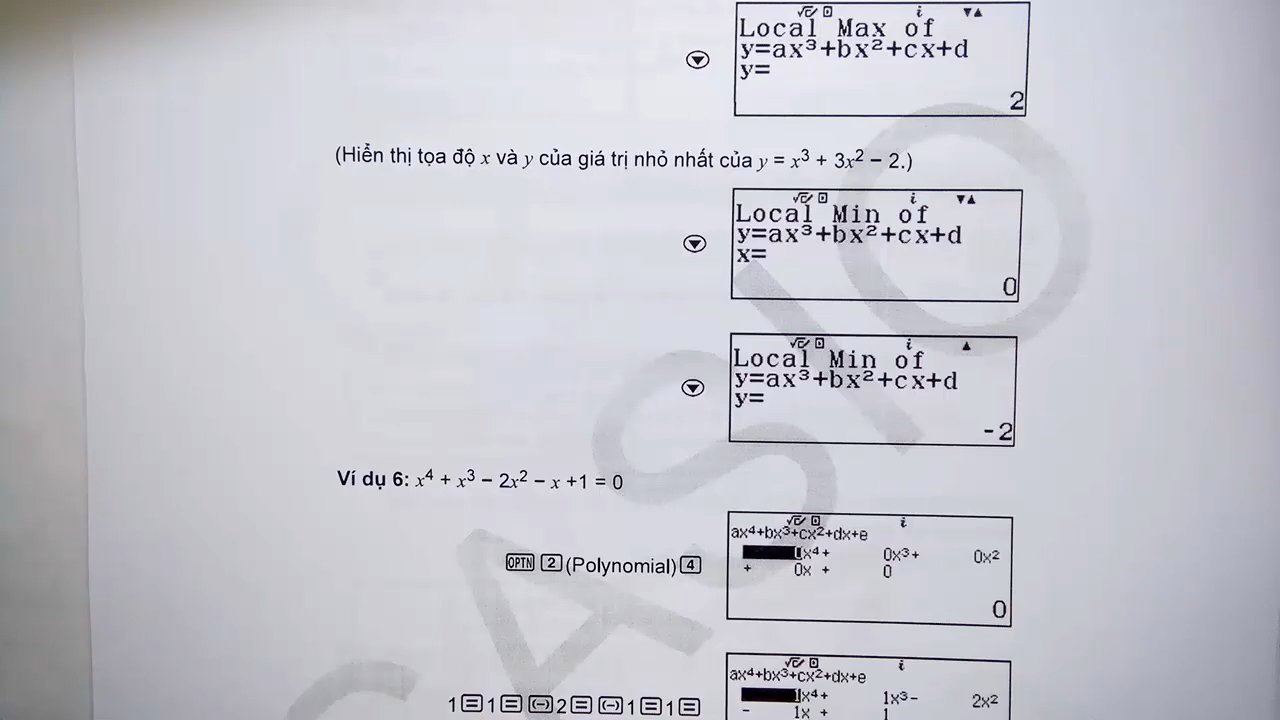 Local Max of
y=ax³+bx²+cx+d
y=
2
(Hiển thị tọa độ x và y của giá trị nhỏ nhất của y = x³ + 3x² − 2.)
Local Min of
y=ax³+bx²+cx+d
x=
0
Local Min of
y=ax³+bx²+cx+d
y=
-2
Ví dụ 6: x⁴ + x³ − 2x² − x +1 = 0
ax⁴+bx³+cx²+dx+e
0x⁴+ 0x³+ 0x²
+ 0x + 0
0
OPTN 2 (Polynomial) 4
ax⁴+bx³+cx²+dx+e
1x⁴+ 1x³− 2x²
− 1x + 1
1=1=(−)2=(−)1=1=
CASIO